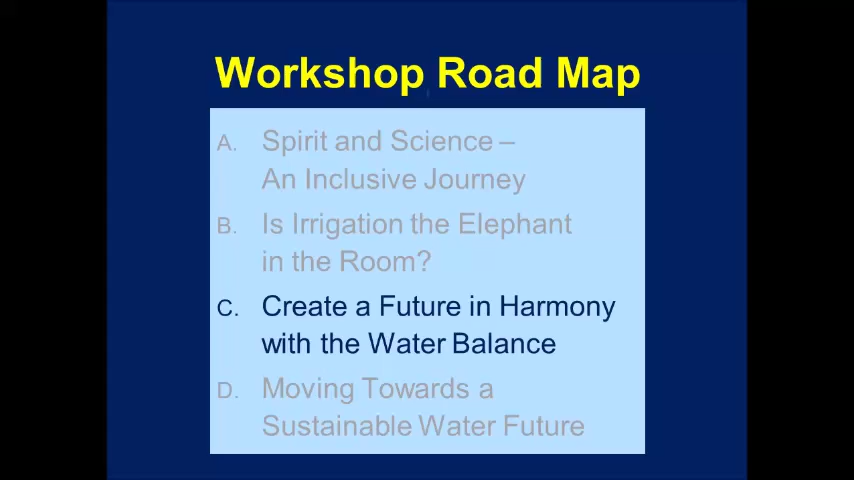 Workshop Road Map
A. Spirit and Science –
An Inclusive Journey
B. Is Irrigation the Elephant
in the Room?
C. Create a Future in Harmony
with the Water Balance
D. Moving Towards a
Sustainable Water Future